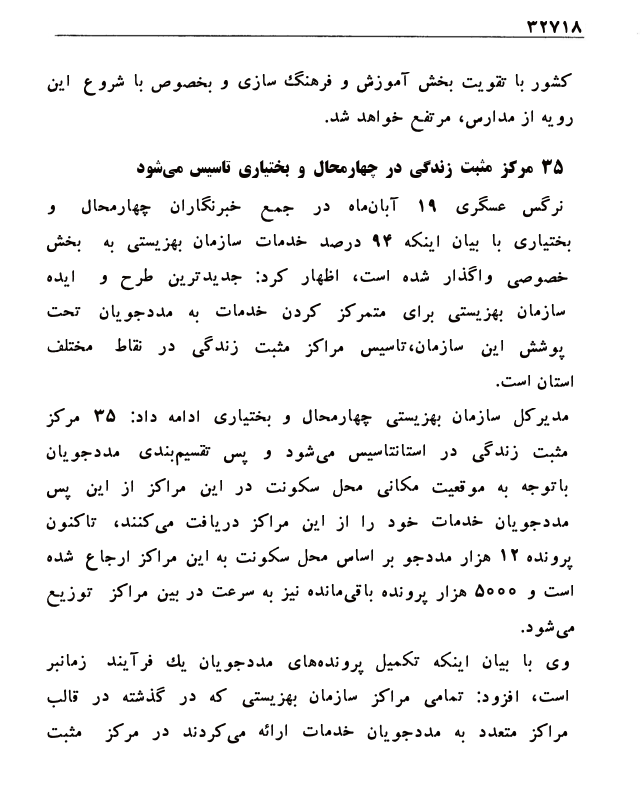 ۳۲۷۱۸
کشور با تقویت بخش آموزش و فرهنگ سازی و بخصوص با شروع این
رویه از مدارس، مرتفع خواهد شد.
۳۵ مرکز مثبت زندگی در چهارمحال و بختیاری تاسیس می‌شود
نرگس عسگری ۱۹ آبان‌ماه در جمع خبرنگاران چهارمحال و
بختیاری با بیان اینکه ۹۴ درصد خدمات سازمان بهزیستی به بخش
خصوصی واگذار شده است، اظهار کرد: جدیدترین طرح و ایده
سازمان بهزیستی برای متمرکز کردن خدمات به مددجویان تحت
پوشش این سازمان،تاسیس مراکز مثبت زندگی در نقاط مختلف
استان است.
مدیرکل سازمان بهزیستی چهارمحال و بختیاری ادامه داد: ۳۵ مرکز
مثبت زندگی در استانتاسیس می‌شود و پس تقسیم‌بندی مددجویان
باتوجه به موقعیت مکانی محل سکونت در این مراکز از این پس
مددجویان خدمات خود را از این مراکز دریافت می‌کنند، تاکنون
پرونده ۱۲ هزار مددجو بر اساس محل سکونت به این مراکز ارجاع شده
است و ۵۰۰۰ هزار پرونده باقی‌مانده نیز به سرعت در بین مراکز توزیع
می‌شود.
وی با بیان اینکه تکمیل پرونده‌های مددجویان یك فرآیند زمانبر
است، افزود: تمامی مراکز سازمان بهزیستی که در گذشته در قالب
مراکز متعدد به مددجویان خدمات ارائه می‌کردند در مرکز مثبت